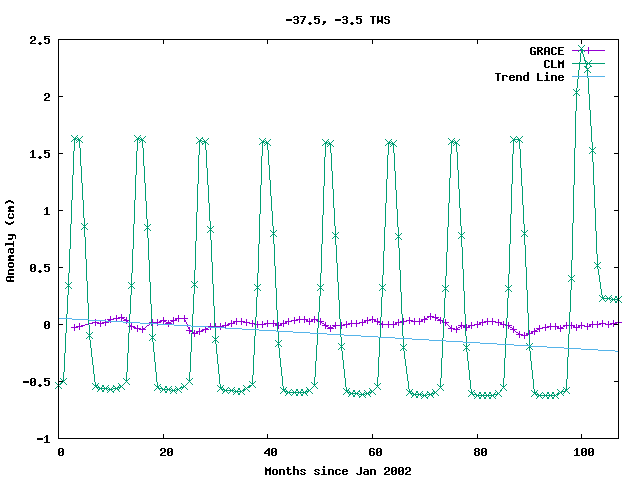 -37.5, -3.5 TWS
GRACE
CLM
Trend Line
2.5
2
1.5
1
0.5
0
-0.5
-1
Anomaly (cm)
0 20 40 60 80 100
Months since Jan 2002